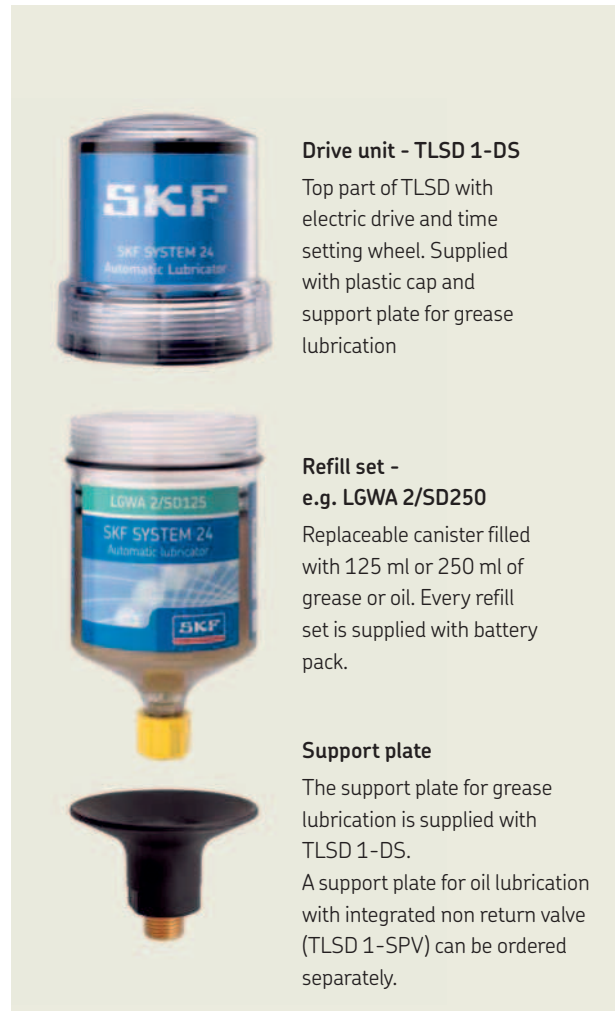 SKF
SKF SYSTEM 24
Automatic Lubricator
Drive unit - TLSD 1-DS
Top part of TLSD with
electric drive and time
setting wheel. Supplied
with plastic cap and
support plate for grease
lubrication
LGWA 2/SD125
SKF SYSTEM 24
Automatic lubricator
SKF
Refill set -
e.g. LGWA 2/SD250
Replaceable canister filled
with 125 ml or 250 ml of
grease or oil. Every refill
set is supplied with battery
pack.
Support plate
The support plate for grease
lubrication is supplied with
TLSD 1-DS.
A support plate for oil lubrication
with integrated non return valve
(TLSD 1-SPV) can be ordered
separately.